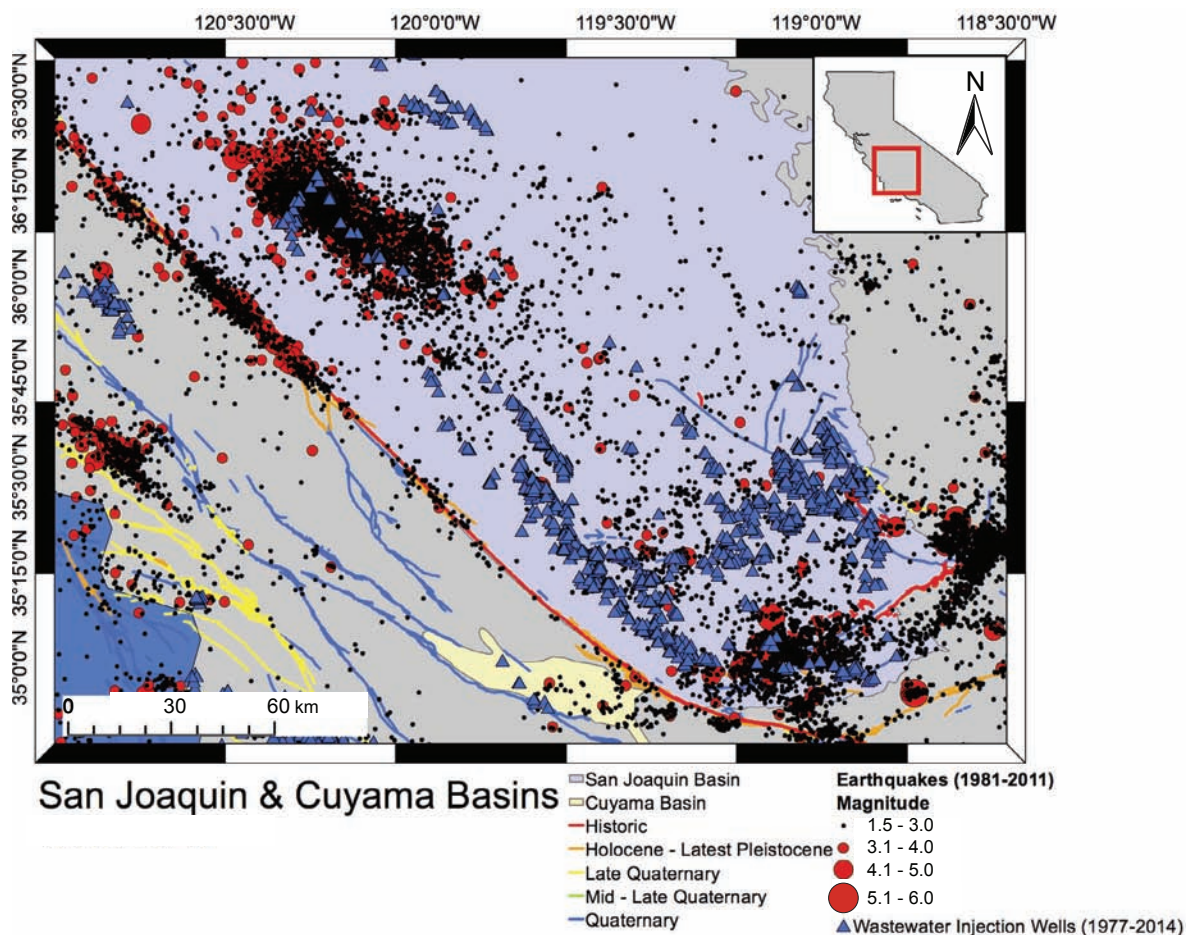 120°30'0"W 120°0'0"W 119°30'0"W 119°0'0"W 118°30'0"W
36°30'0"N
36°15'0"N
36°0'0"N
35°45'0"N
35°30'0"N
35°15'0"N
35°0'0"N
N
0 30 60 km
San Joaquin & Cuyama Basins
San Joaquin Basin
Cuyama Basin
Historic
Holocene - Latest Pleistocene
Late Quaternary
Mid - Late Quaternary
Quaternary
Earthquakes (1981-2011)
Magnitude
1.5 - 3.0
3.1 - 4.0
4.1 - 5.0
5.1 - 6.0
Wastewater Injection Wells (1977-2014)